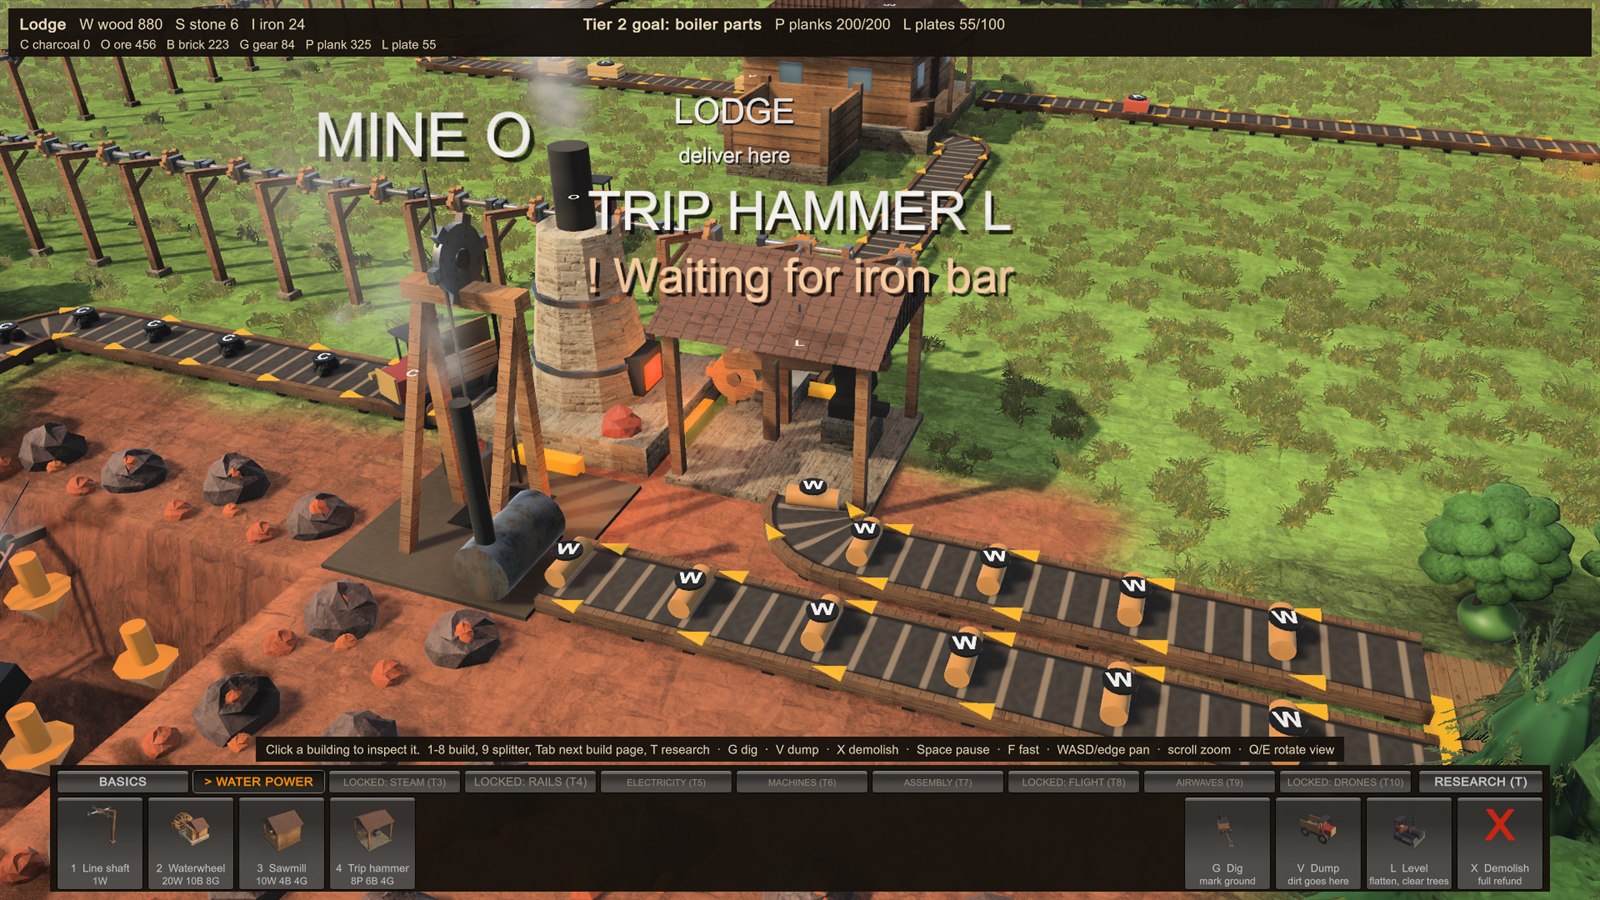 Lodge W wood 880 S stone 6 I iron 24
C charcoal 0 O ore 456 B brick 223 G gear 84 P plank 325 L plate 55
Tier 2 goal: boiler parts P planks 200/200 L plates 55/100
MINE O
LODGE
deliver here
TRIP HAMMER L
! Waiting for iron bar
O
L
C
C
C
C
C
W
W
W
W
W
W
W
W
W
W
W
Click a building to inspect it. 1-8 build, 9 splitter, Tab next build page, T research · G dig · V dump · X demolish · Space pause · F fast · WASD/edge pan · scroll zoom · Q/E rotate view
BASICS
> WATER POWER
LOCKED: STEAM (T3)
LOCKED: RAILS (T4)
ELECTRICITY (T5)
MACHINES (T6)
ASSEMBLY (T7)
LOCKED: FLIGHT (T8)
AIRWAVES (T9)
LOCKED: DRONES (T10)
RESEARCH (T)
1 Line shaft
1W
2 Waterwheel
20W 10B 8G
3 Sawmill
10W 4B 4G
4 Trip hammer
8P 6B 4G
G Dig
mark ground
V Dump
dirt goes here
L Level
flatten, clear trees
X
X Demolish
full refund